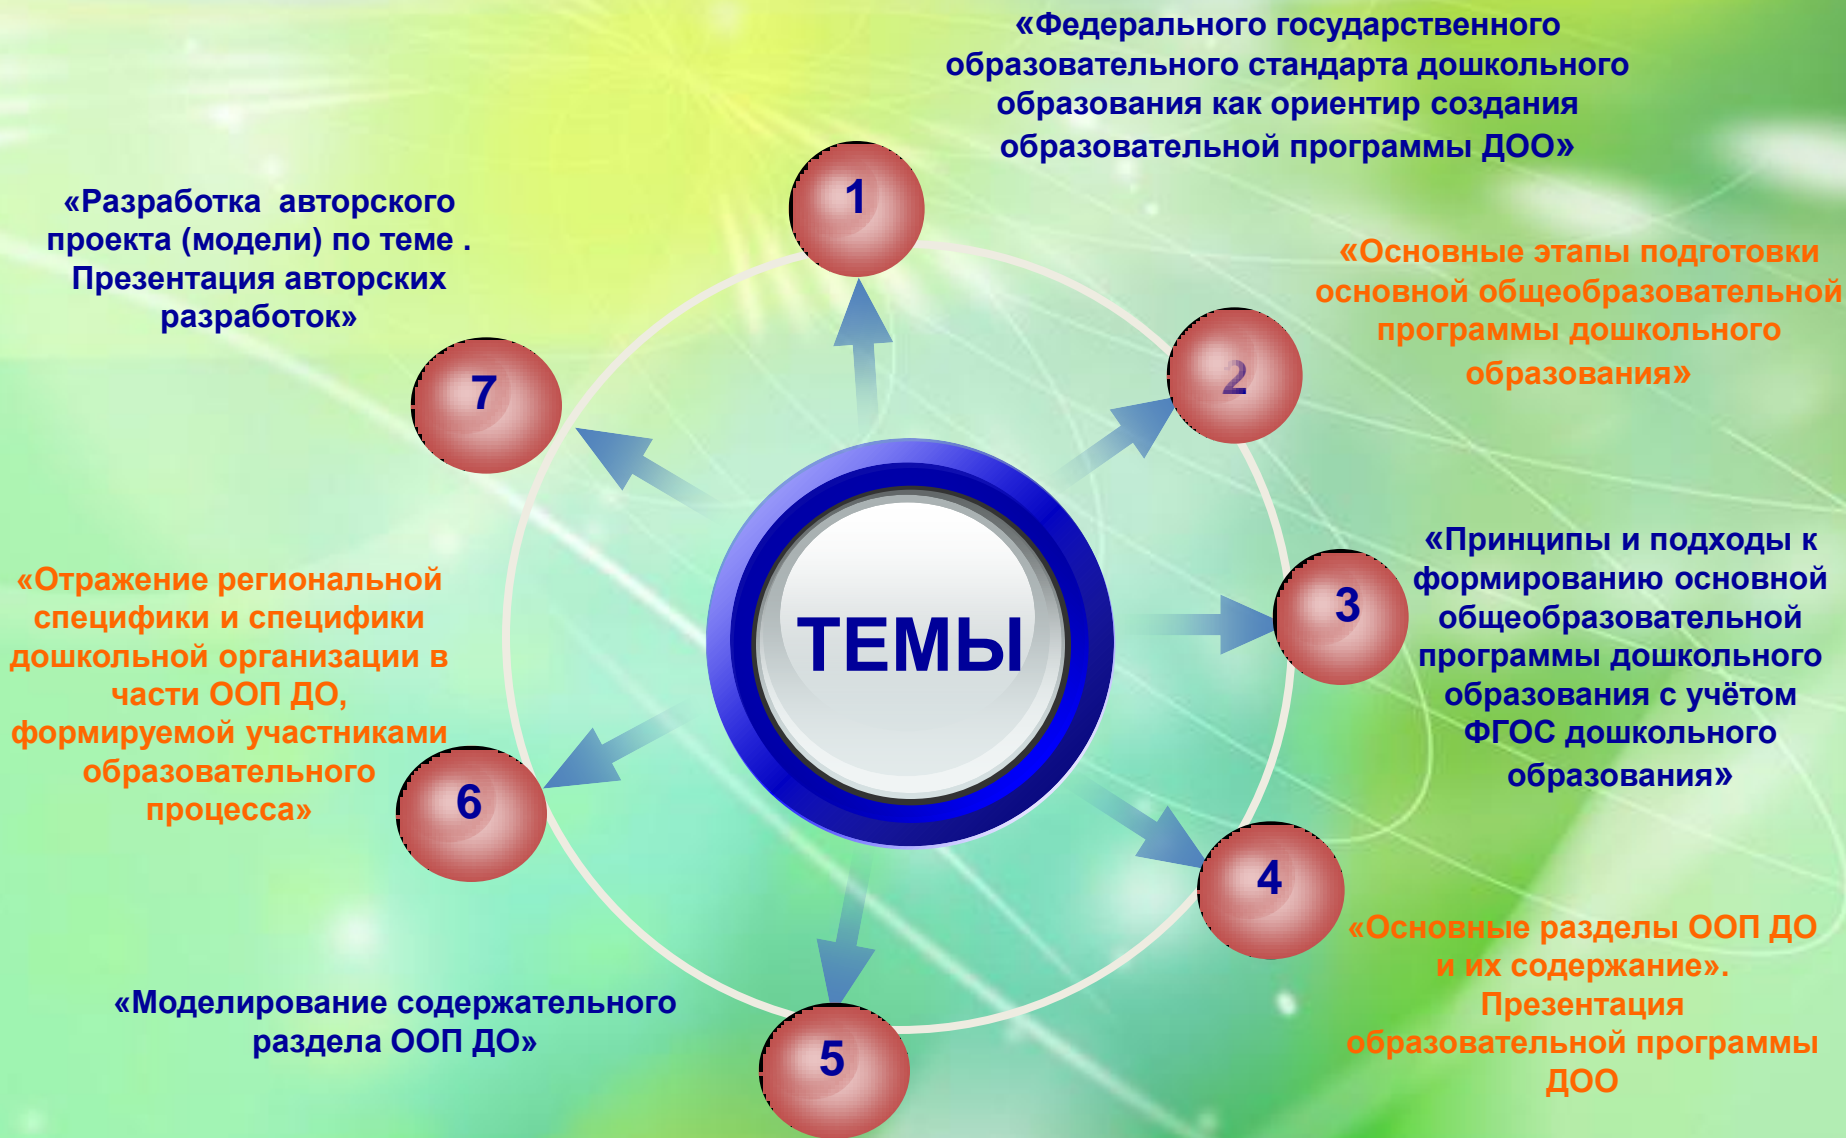 «Федерального государственного
образовательного стандарта дошкольного
образования как ориентир создания
образовательной программы ДОО»
1
«Основные этапы подготовки
основной общеобразовательной
программы дошкольного
образования»
2
«Принципы и подходы к
формированию основной
общеобразовательной
программы дошкольного
образования с учётом
ФГОС дошкольного
образования»
3
4
«Основные разделы ООП ДО
и их содержание».
Презентация
образовательной программы
ДОО
«Моделирование содержательного
раздела ООП ДО»
5
«Отражение региональной
специфики и специфики
дошкольной организации в
части ООП ДО,
формируемой участниками
образовательного
процесса»
6
«Разработка  авторского
проекта (модели) по теме .
Презентация авторских
разработок»
7
ТЕМЫ